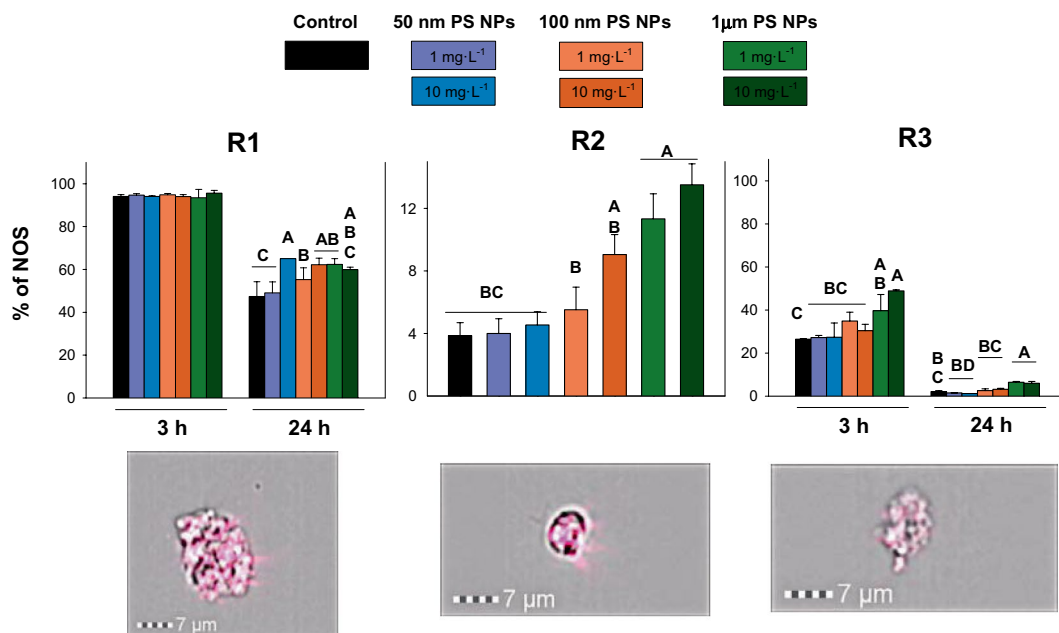 Control 50 nm PS NPs 100 nm PS NPs 1µm PS NPs
1 mg·L⁻¹ 1 mg·L⁻¹ 1 mg·L⁻¹
10 mg·L⁻¹ 10 mg·L⁻¹ 10 mg·L⁻¹
R1 R2 R3
% of NOS
100
80
60
40
20
0
C A B AB A B C
3 h 24 h
12
8
4
0
BC B A B A
100
80
60
40
20
0
C BC A B A
B C BD BC A
3 h 24 h
7 µm
7 µm
7 µm